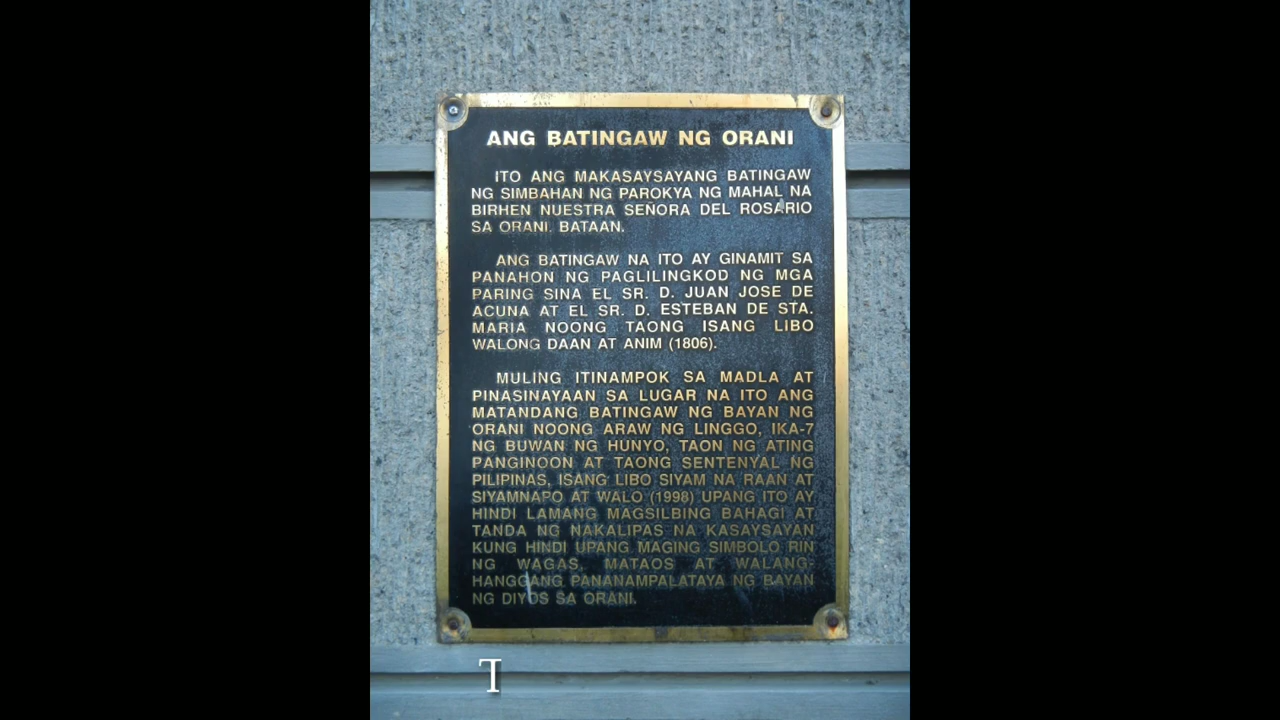 ANG BATINGAW NG ORANI
ITO ANG MAKASAYSAYANG BATINGAW
NG SIMBAHAN NG PAROKYA NG MAHAL NA
BIRHEN NUESTRA SEÑORA DEL ROSARIO
SA ORANI, BATAAN.
ANG BATINGAW NA ITO AY GINAMIT SA
PANAHON NG PAGLILINGKOD NG MGA
PARING SINA EL SR. D. JUAN JOSE DE
ACUNA AT EL SR. D. ESTEBAN DE STA.
MARIA NOONG TAONG ISANG LIBO
WALONG DAAN AT ANIM (1806).
MULING ITINAMPOK SA MADLA AT
PINASINAYAAN SA LUGAR NA ITO ANG
MATANDANG BATINGAW NG BAYAN NG
ORANI NOONG ARAW NG LINGGO, IKA-7
NG BUWAN NG HUNYO, TAON NG ATING
PANGINOON AT TAONG SENTENYAL NG
PILIPINAS, ISANG LIBO SIYAM NA RAAN AT
SIYAMNAPO AT WALO (1998) UPANG ITO AY
HINDI LAMANG MAGSILBING BAHAGI AT
TANDA NG NAKALIPAS NA KASAYSAYAN
KUNG HINDI UPANG MAGING SIMBOLO RIN
NG WAGAS, MATAOS AT WALANG-
HANGGANG PANANAMPALATAYA NG BAYAN
NG DIYOS SA ORANI.
T